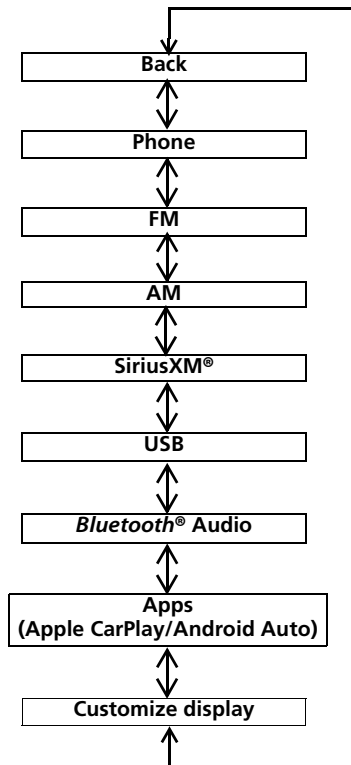 Back
Phone
FM
AM
SiriusXM®
USB
Bluetooth® Audio
Apps
(Apple CarPlay/Android Auto)
Customize display